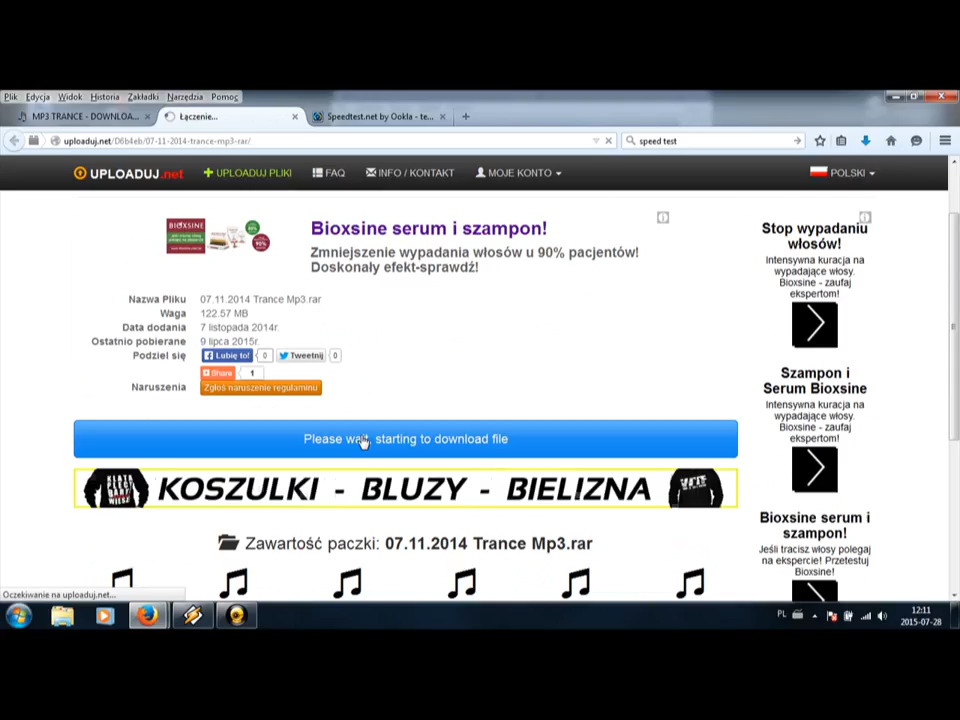 Plik Edycja Widok Historia Zakładki Narzędzia Pomoc
MP3 TRANCE - DOWNLOA... Łączenie... Speedtest.net by Ookla - te...
uploaduj.net/D6b4eb/07-11-2014-trance-mp3-rar/ speed test
UPLOADUJ.net UPLOADUJ PLIKI FAQ INFO / KONTAKT MOJE KONTO POLSKI
BIOXSINE
Bioxsine serum i szampon!
Zmniejszenie wypadania włosów u 90% pacjentów!
Doskonały efekt-sprawdź!
Nazwa Pliku 07.11.2014 Trance Mp3.rar
Waga 122.57 MB
Data dodania 7 listopada 2014r.
Ostatnio pobierane 9 lipca 2015r.
Podziel się Lubię to! 0 Tweetnij 0
Share 1
Naruszenia Zgłoś naruszenie regulaminu
Please wait, starting to download file
KOSZULKI - BLUZY - BIELIZNA
Zawartość paczki: 07.11.2014 Trance Mp3.rar
Stop wypadaniu
włosów!
Intensywna kuracja na
wypadające włosy.
Bioxsine - zaufaj
ekspertom!
Szampon i
Serum Bioxsine
Intensywna kuracja na
wypadające włosy.
Bioxsine - zaufaj
ekspertom!
Bioxsine serum i
szampon!
Jeśli tracisz włosy polegaj
na ekspercie! Przetestuj
Bioxsine!
Oczekiwanie na uploaduj.net...
PL 12:11
2015-07-28